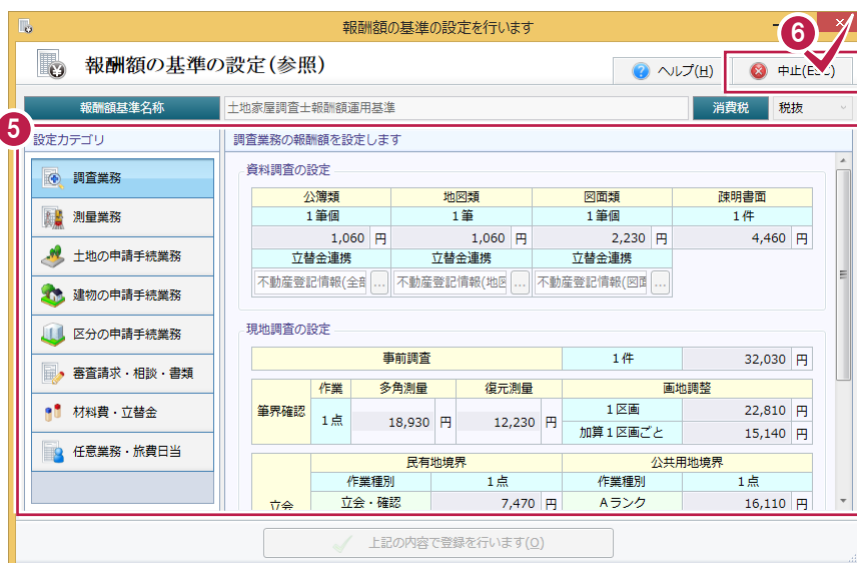 報酬額の基準の設定を行います
6
報酬額の基準の設定(参照)
ヘルプ(H)
中止(ESC)
報酬額基準名称
土地家屋調査士報酬額運用基準
消費税
税抜
5
設定カテゴリ
調査業務
測量業務
土地の申請手続業務
建物の申請手続業務
区分の申請手続業務
審査請求・相談・書類
材料費・立替金
任意業務・旅費日当
調査業務の報酬額を設定します
資料調査の設定
公簿類 地図類 図面類 疎明書面
1筆個 1筆 1筆個 1件
1,060 円 1,060 円 2,230 円 4,460 円
立替金連携 立替金連携 立替金連携
不動産登記情報(全部 ... 不動産登記情報(地図 ... 不動産登記情報(図面 ...
現地調査の設定
事前調査 1件 32,030 円
筆界確認 作業 多角測量 復元測量 画地調整
1点 18,930 円 12,230 円 1区画 22,810 円
加算1区画ごと 15,140 円
立会 民有地境界 公共用地境界
作業種別 1点 作業種別 1点
立会・確認 7,470 円 Aランク 16,110 円
上記の内容で登録を行います(O)